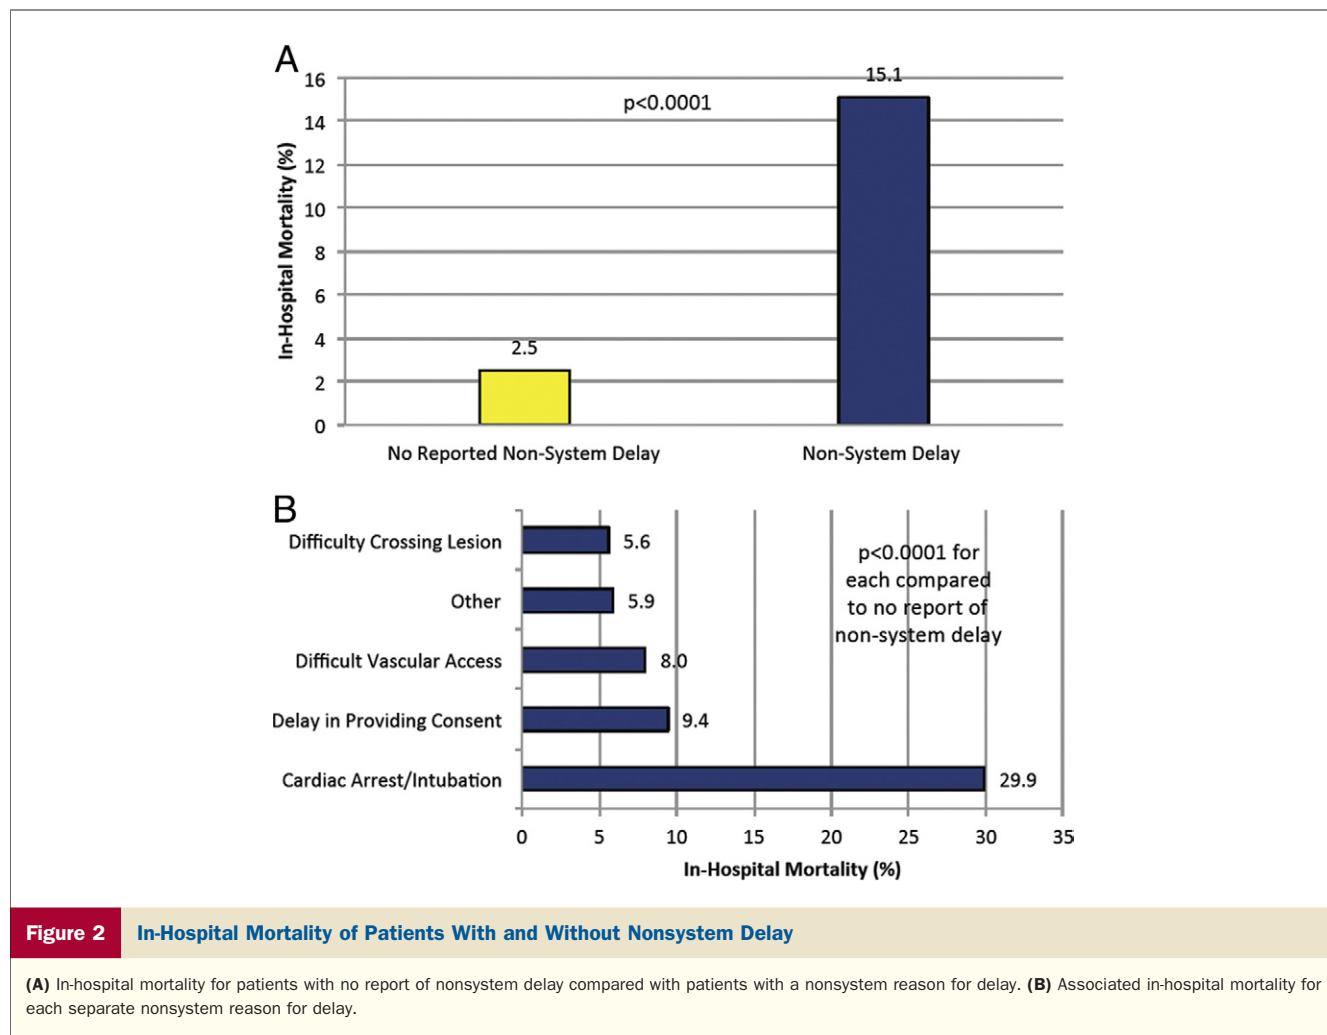 A
16
14
12
10
8
6
4
2
0
In-Hospital Mortality (%)
p<0.0001
15.1
2.5
No Reported Non-System Delay
Non-System Delay
B
Difficulty Crossing Lesion
5.6
Other
5.9
Difficult Vascular Access
8.0
Delay in Providing Consent
9.4
Cardiac Arrest/Intubation
29.9
p<0.0001 for
each compared
to no report of
non-system delay
0 5 10 15 20 25 30 35
In-Hospital Mortality (%)
Figure 2 In-Hospital Mortality of Patients With and Without Nonsystem Delay
(A) In-hospital mortality for patients with no report of nonsystem delay compared with patients with a nonsystem reason for delay. (B) Associated in-hospital mortality for
each separate nonsystem reason for delay.